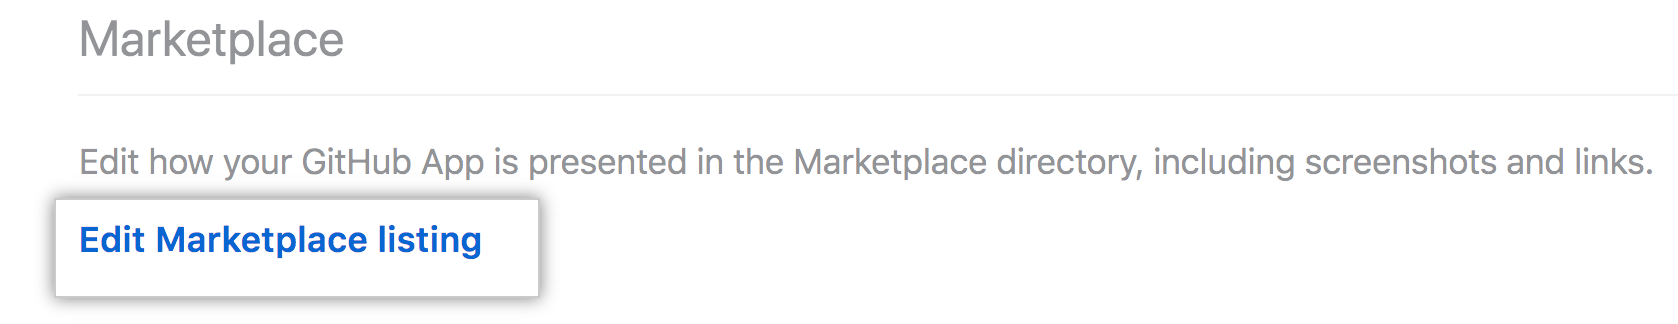 Marketplace
Edit how your GitHub App is presented in the Marketplace directory, including screenshots and links.
Edit Marketplace listing